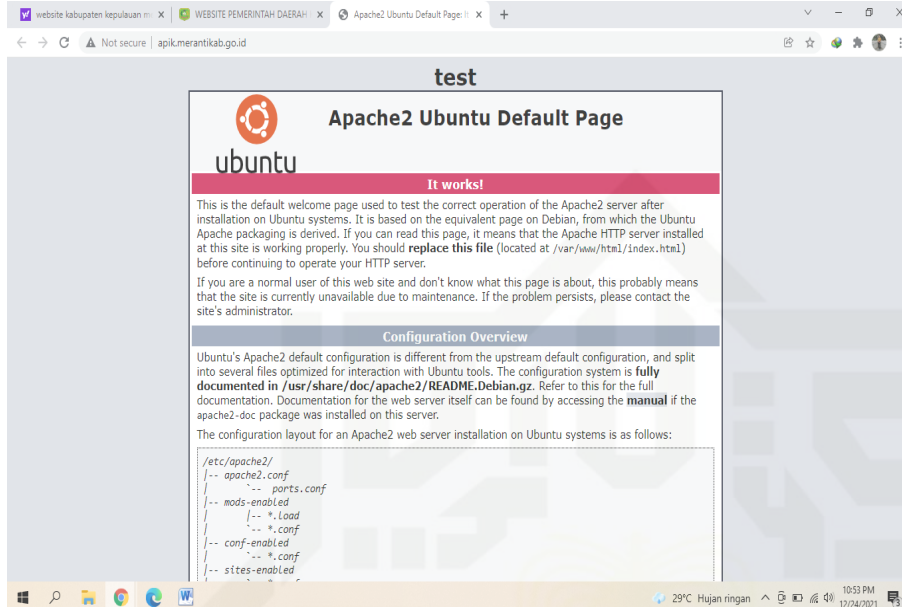 website kabupaten kepulauan m
WEBSITE PEMERINTAH DAERAH
Apache2 Ubuntu Default Page: It
Not secure
apik.merantikab.go.id
test
ubuntu
Apache2 Ubuntu Default Page
It works!
This is the default welcome page used to test the correct operation of the Apache2 server after
installation on Ubuntu systems. It is based on the equivalent page on Debian, from which the Ubuntu
Apache packaging is derived. If you can read this page, it means that the Apache HTTP server installed
at this site is working properly. You should replace this file (located at /var/www/html/index.html)
before continuing to operate your HTTP server.
If you are a normal user of this web site and don't know what this page is about, this probably means
that the site is currently unavailable due to maintenance. If the problem persists, please contact the
site's administrator.
Configuration Overview
Ubuntu's Apache2 default configuration is different from the upstream default configuration, and split
into several files optimized for interaction with Ubuntu tools. The configuration system is fully
documented in /usr/share/doc/apache2/README.Debian.gz. Refer to this for the full
documentation. Documentation for the web server itself can be found by accessing the manual if the
apache2-doc package was installed on this server.
The configuration layout for an Apache2 web server installation on Ubuntu systems is as follows:
/etc/apache2/
|-- apache2.conf
|       `--  ports.conf
|-- mods-enabled
|       |-- *.load
|       `-- *.conf
|-- conf-enabled
|       `-- *.conf
|-- sites-enabled
29°C Hujan ringan
10:53 PM
12/24/2021